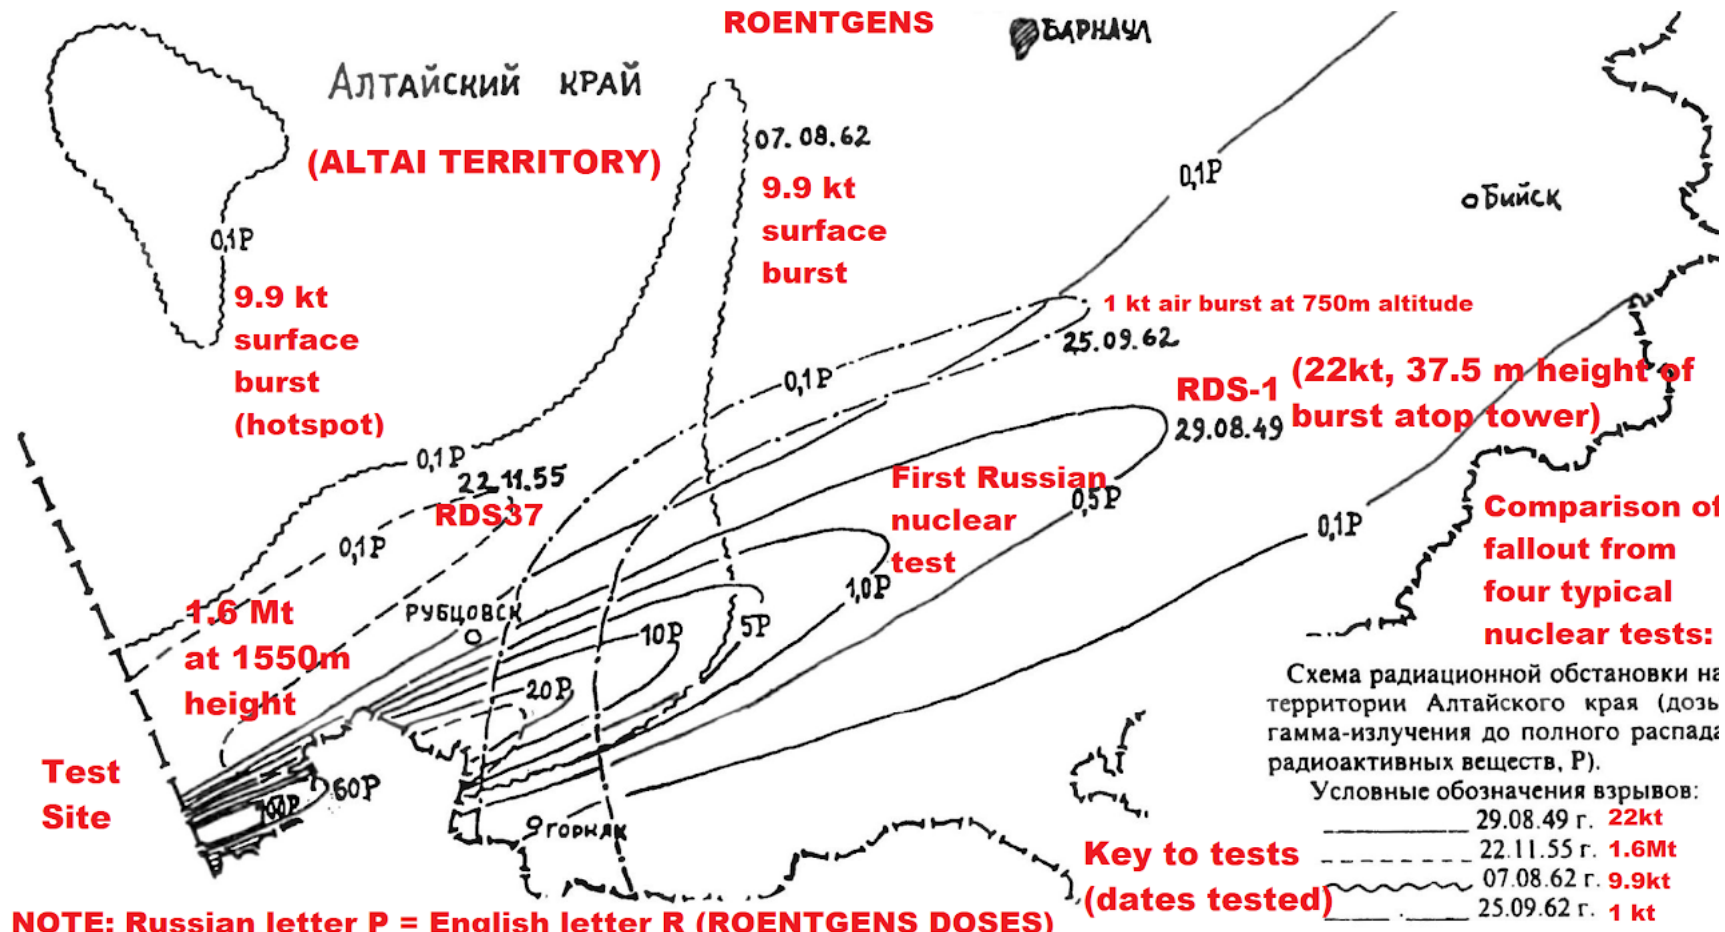 ROENTGENS
БАРНАУЛ
АЛТАЙСКИЙ КРАЙ
(ALTAI TERRITORY)
07.08.62
9.9 kt
surface
burst
0,1Р
Бийск
0,1Р
9.9 kt
surface
burst
(hotspot)
1 kt air burst at 750m altitude
25.09.62
0,1Р
RDS-1 (22kt, 37.5 m height of
burst atop tower)
29.08.49
0,1Р
22.11.55
RDS37
First Russian
nuclear
test
0,5Р
0,1Р
0,1Р
Comparison of
fallout from
four typical
nuclear tests:
1.6 Mt
at 1550m
height
РУБЦОВСК
1,0Р
10Р
5Р
20Р
Test
Site
60Р
ГОРНЯК
Схема радиационной обстановки на
территории Алтайского края (дозы
гамма-излучения до полного распада
радиоактивных веществ, Р).
Условные обозначения взрывов:
29.08.49 г. 22kt
22.11.55 г. 1.6Mt
07.08.62 г. 9.9kt
25.09.62 г. 1 kt
Key to tests
(dates tested)
NOTE: Russian letter P = English letter R (ROENTGENS DOSES)